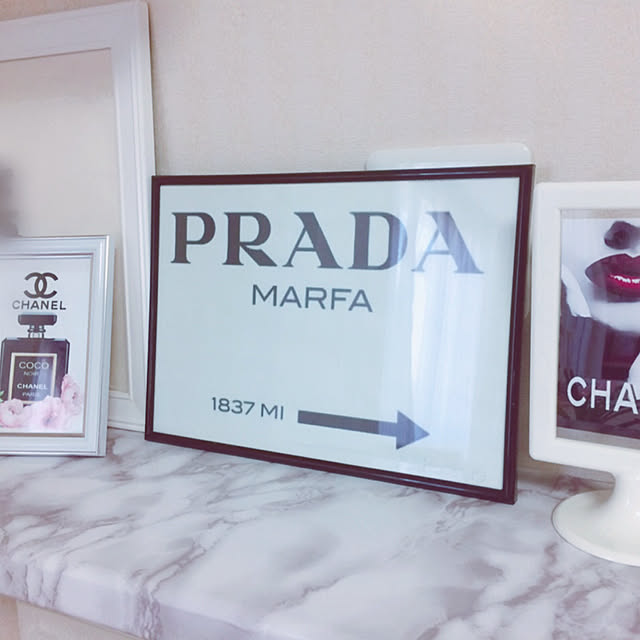 CHANEL
COCO
NOIR
CHANEL
PARIS
PRADA
MARFA
1837 MI
CHA